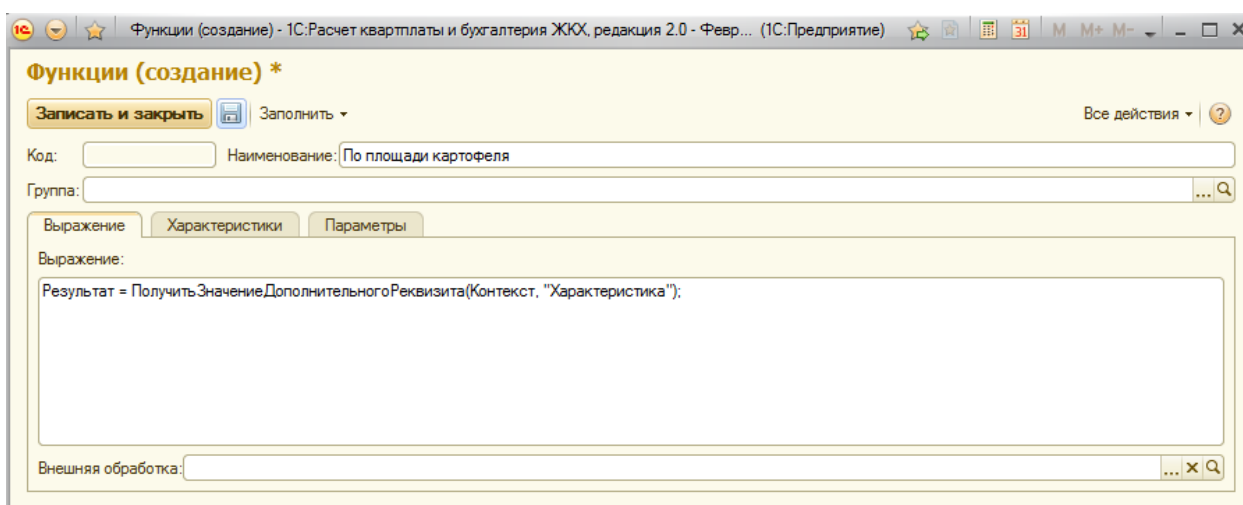 Функции (создание) - 1С:Расчет квартплаты и бухгалтерия ЖКХ, редакция 2.0 - Февр... (1С:Предприятие) 31 M M+ M-
Функции (создание) *
Записать и закрыть Заполнить Все действия ?
Код: Наименование: По площади картофеля
Группа: ...
Выражение Характеристики Параметры
Выражение:
Результат = ПолучитьЗначениеДополнительногоРеквизита(Контекст, "Характеристика");
Внешняя обработка: ...